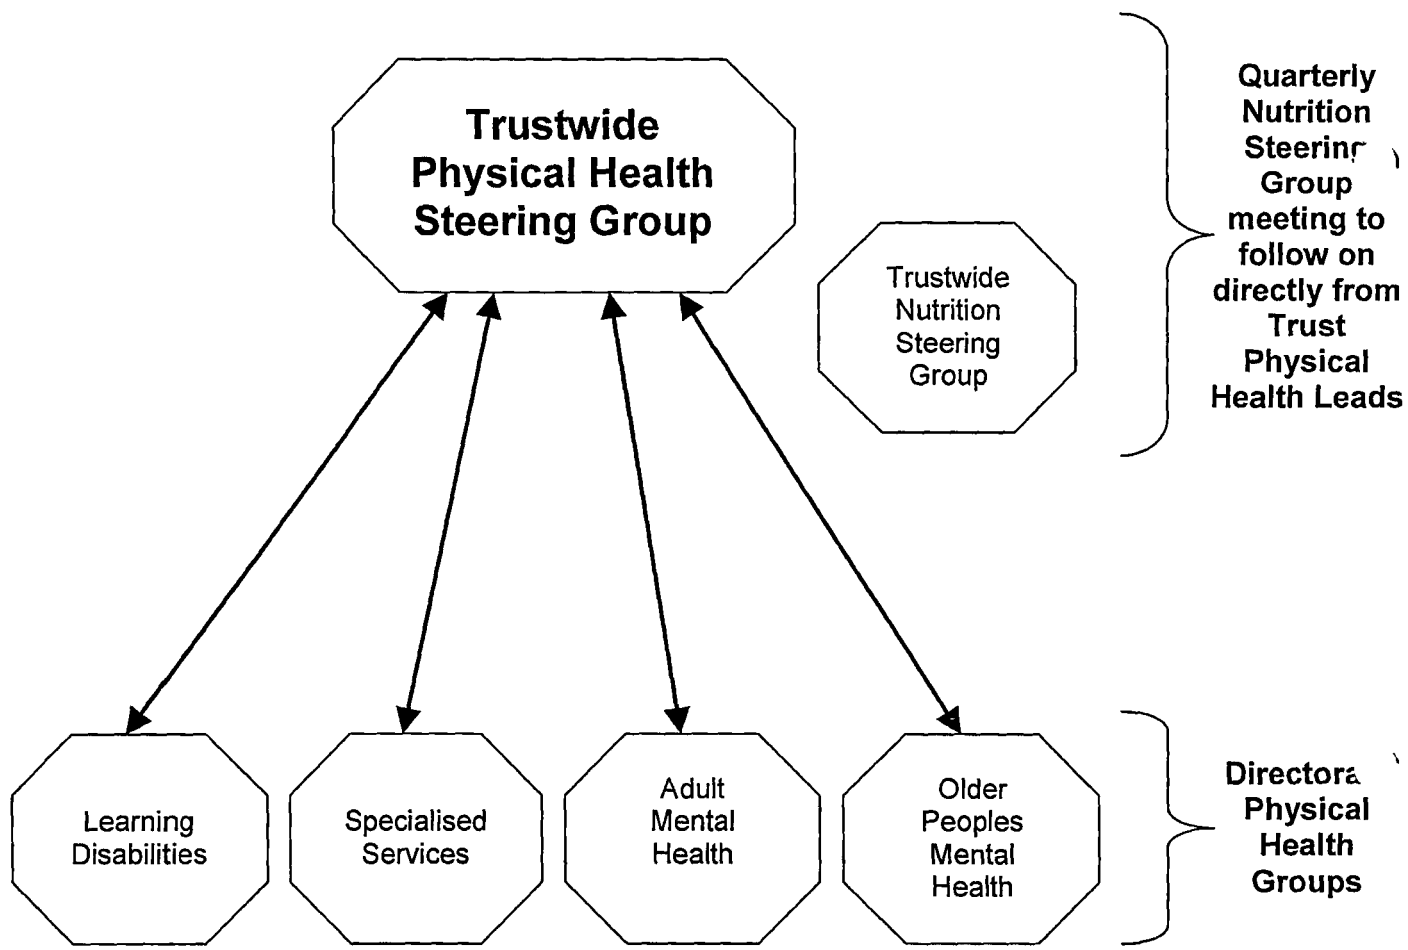 Trustwide
Physical Health
Steering Group
Trustwide
Nutrition
Steering
Group
Quarterly
Nutrition
Group
meeting to
follow on
directly from
Trust
Physical
Health Leads
Learning
Disabilities
Specialised
Services
Adult
Mental
Health
Older
Peoples
Mental
Health
Physical
Health
Groups